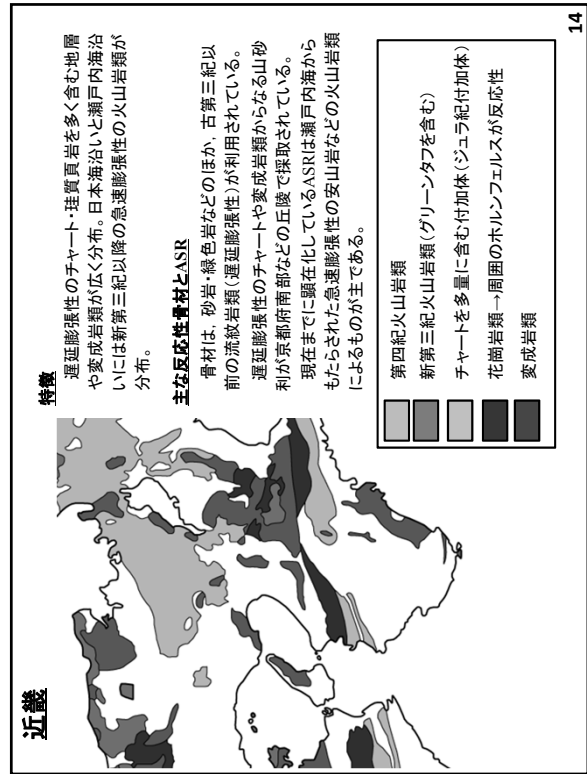 近畿
特徴
遅延膨張性のチャート・珪質頁岩を多く含む地層
や変成岩類が広く分布。日本海沿いと瀬戸内海沿
いには新第三紀以降の急速膨張性の火山岩類が
分布。
主な反応性骨材とASR
骨材は，砂岩・緑色岩などのほか，古第三紀以
前の流紋岩類（遅延膨張性）が利用されている。
遅延膨張性のチャートや変成岩類からなる山砂
利が京都府南部などの丘陵で採取されている。
現在までに顕在化しているASRは瀬戸内海から
もたらされた急速膨張性の安山岩などの火山岩類
によるものが主である。
第四紀火山岩類
新第三紀火山岩類（グリーンタフを含む）
チャートを多量に含む付加体（ジュラ紀付加体）
花崗岩類→周囲のホルンフェルスが反応性
変成岩類
14